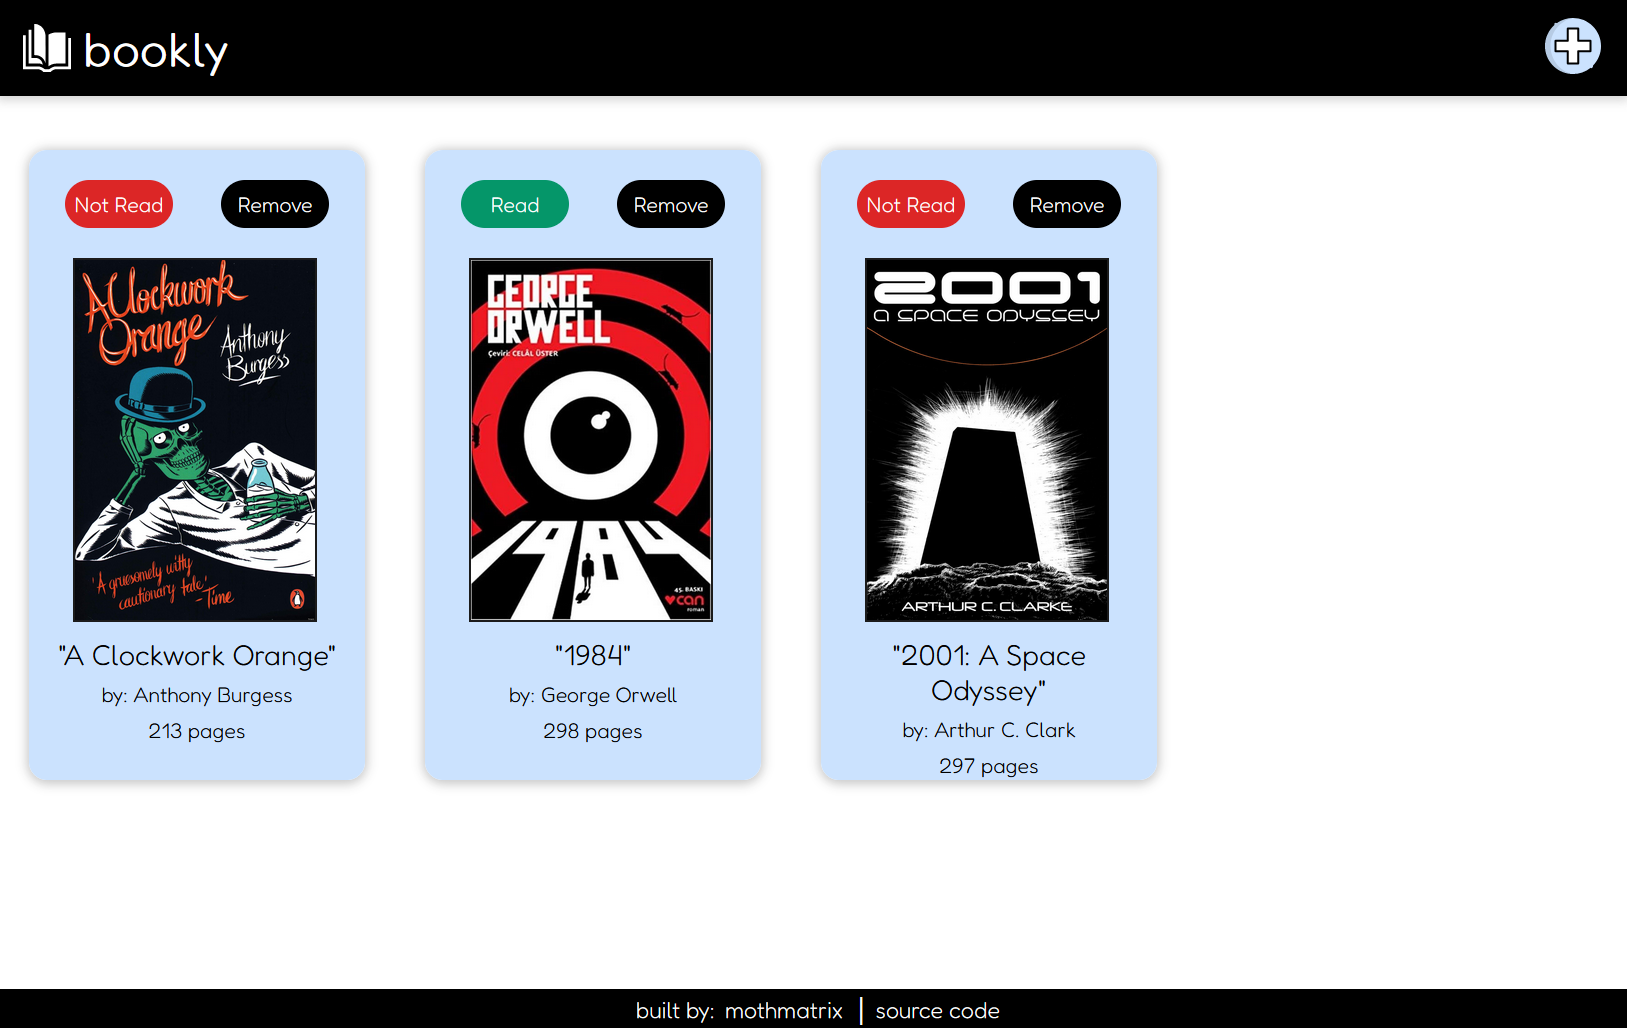 bookly
Not Read
Remove
A Clockwork
Orange
Anthony
Burgess
'A gruesomely witty
cautionary tale'
- Time
"A Clockwork Orange"
by: Anthony Burgess
213 pages
Read
Remove
GEORGE
ORWELL
Çeviri: CELÂL ÜSTER
1984
45. BASKI
can
roman
"1984"
by: George Orwell
298 pages
Not Read
Remove
2001
A SPACE ODYSSEY
ARTHUR C. CLARKE
"2001: A Space
Odyssey"
by: Arthur C. Clark
297 pages
built by: mothmatrix | source code